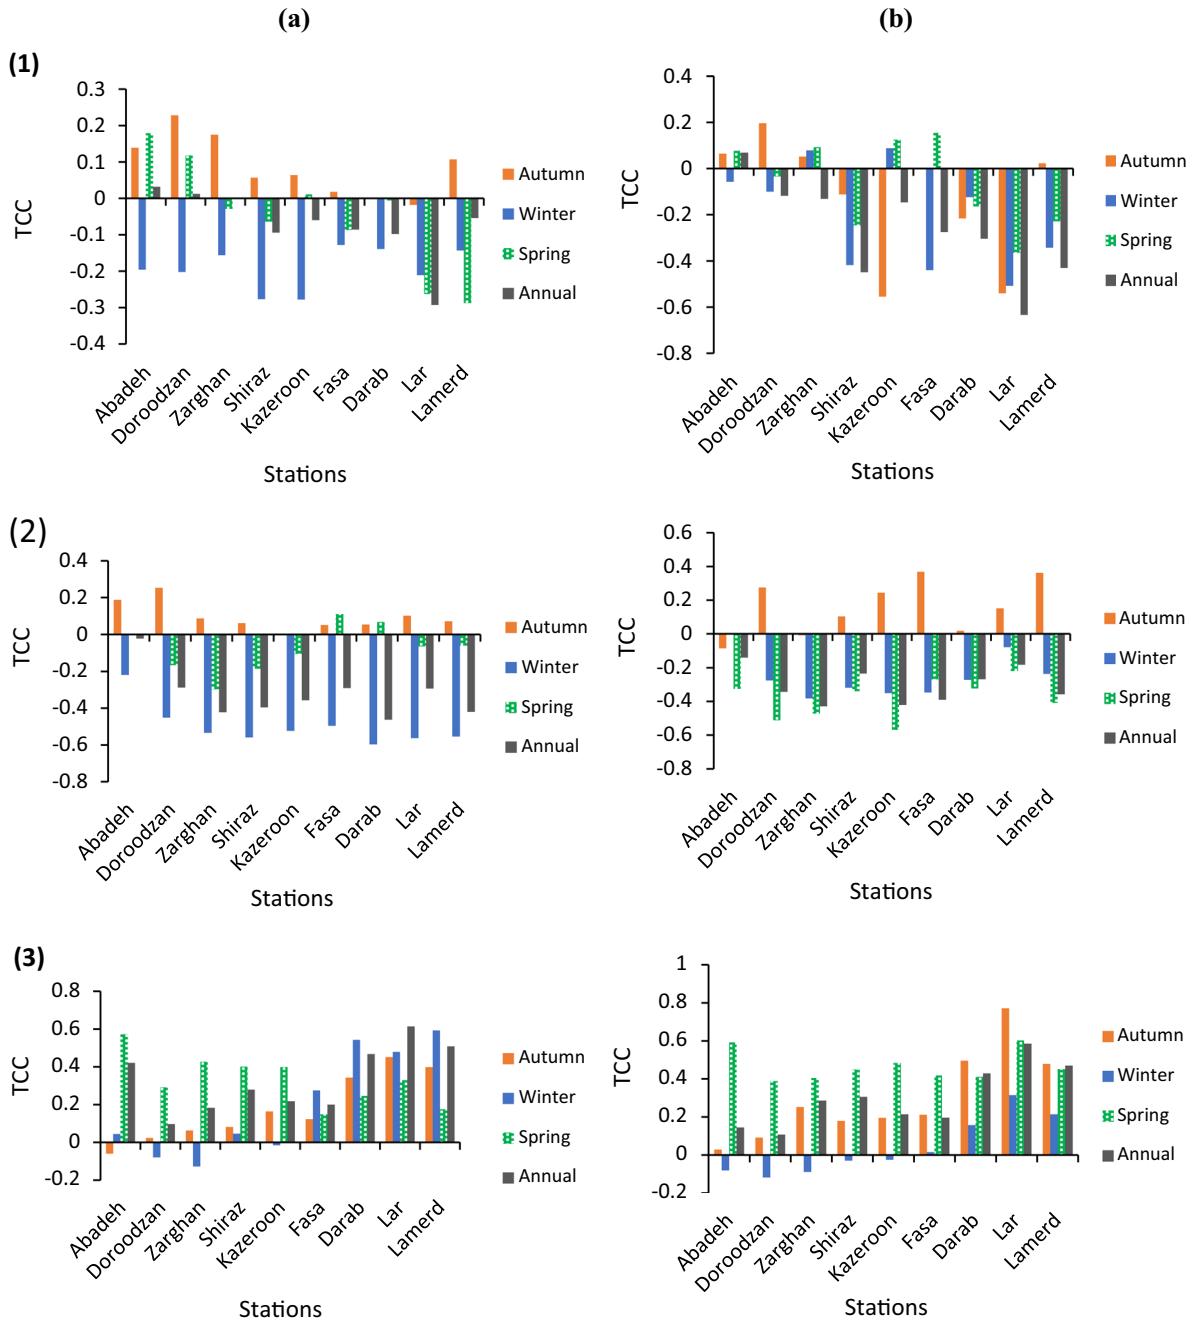 (a)
(b)
(1)
0.3
0.2
0.1
0
-0.1
-0.2
-0.3
-0.4
TCC
Abadeh
Doroodzan
Zarghan
Shiraz
Kazeroon
Fasa
Darab
Lar
Lamerd
Stations
Autumn
Winter
Spring
Annual
0.4
0.2
0
-0.2
-0.4
-0.6
-0.8
TCC
Abadeh
Doroodzan
Zarghan
Shiraz
Kazeroon
Fasa
Darab
Lar
Lamerd
Stations
Autumn
Winter
Spring
Annual
(2)
0.4
0.2
0
-0.2
-0.4
-0.6
-0.8
TCC
Abadeh
Doroodzan
Zarghan
Shiraz
Kazeroon
Fasa
Darab
Lar
Lamerd
Stations
Autumn
Winter
Spring
Annual
0.6
0.4
0.2
0
-0.2
-0.4
-0.6
-0.8
TCC
Abadeh
Doroodzan
Zarghan
Shiraz
Kazeroon
Fasa
Darab
Lar
Lamerd
Stations
Autumn
Winter
Spring
Annual
(3)
0.8
0.6
0.4
0.2
0
-0.2
TCC
Abadeh
Doroodzan
Zarghan
Shiraz
Kazeroon
Fasa
Darab
Lar
Lamerd
Stations
Autumn
Winter
Spring
Annual
1
0.8
0.6
0.4
0.2
0
-0.2
TCC
Abadeh
Doroodzan
Zarghan
Shiraz
Kazeroon
Fasa
Darab
Lar
Lamerd
Stations
Autumn
Winter
Spring
Annual